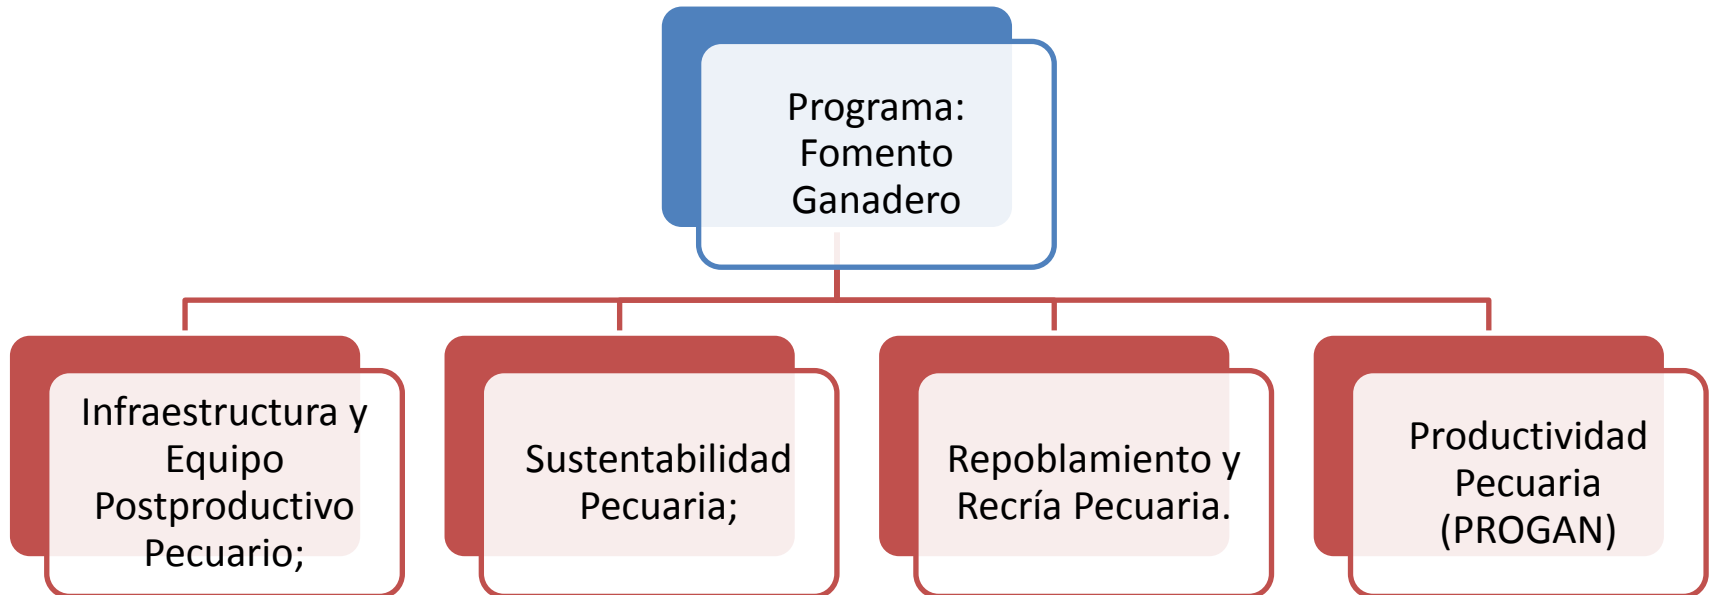 Programa:
Fomento
Ganadero
Infraestructura y
Equipo
Postproductivo
Pecuario;
Sustentabilidad
Pecuaria;
Repoblamiento y
Recría Pecuaria.
Productividad
Pecuaria
(PROGAN)